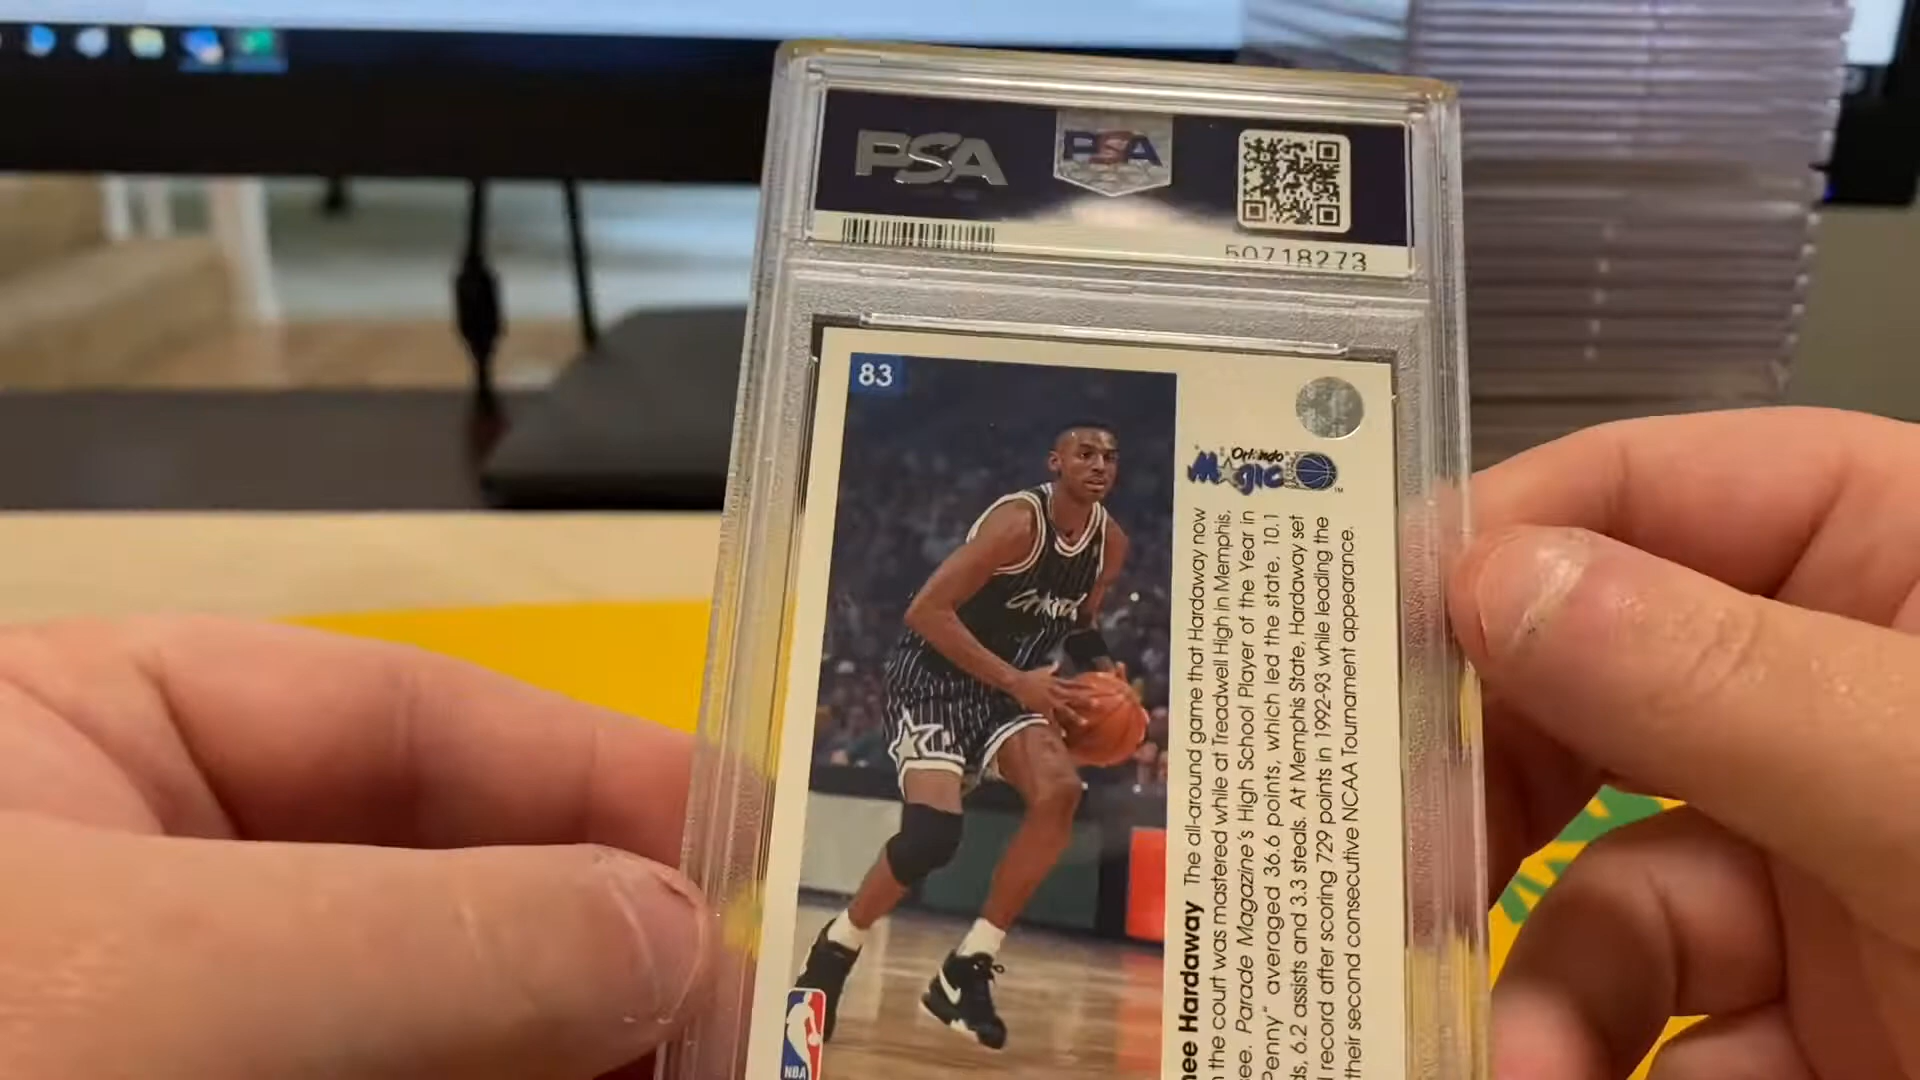 PSA
PSA
50718273
83
Orlando
Magic
TM
nee Hardaway The all-around game that Hardaway now
n the court was mastered while at Treadwell High in Memphis,
see. Parade Magazine's High School Player of the Year in
Penny" averaged 36.6 points, which led the state, 10.1
ds, 6.2 assists and 3.3 steals. At Memphis State, Hardaway set
l record after scoring 729 points in 1992-93 while leading the
their second consecutive NCAA Tournament appearance.
NBA